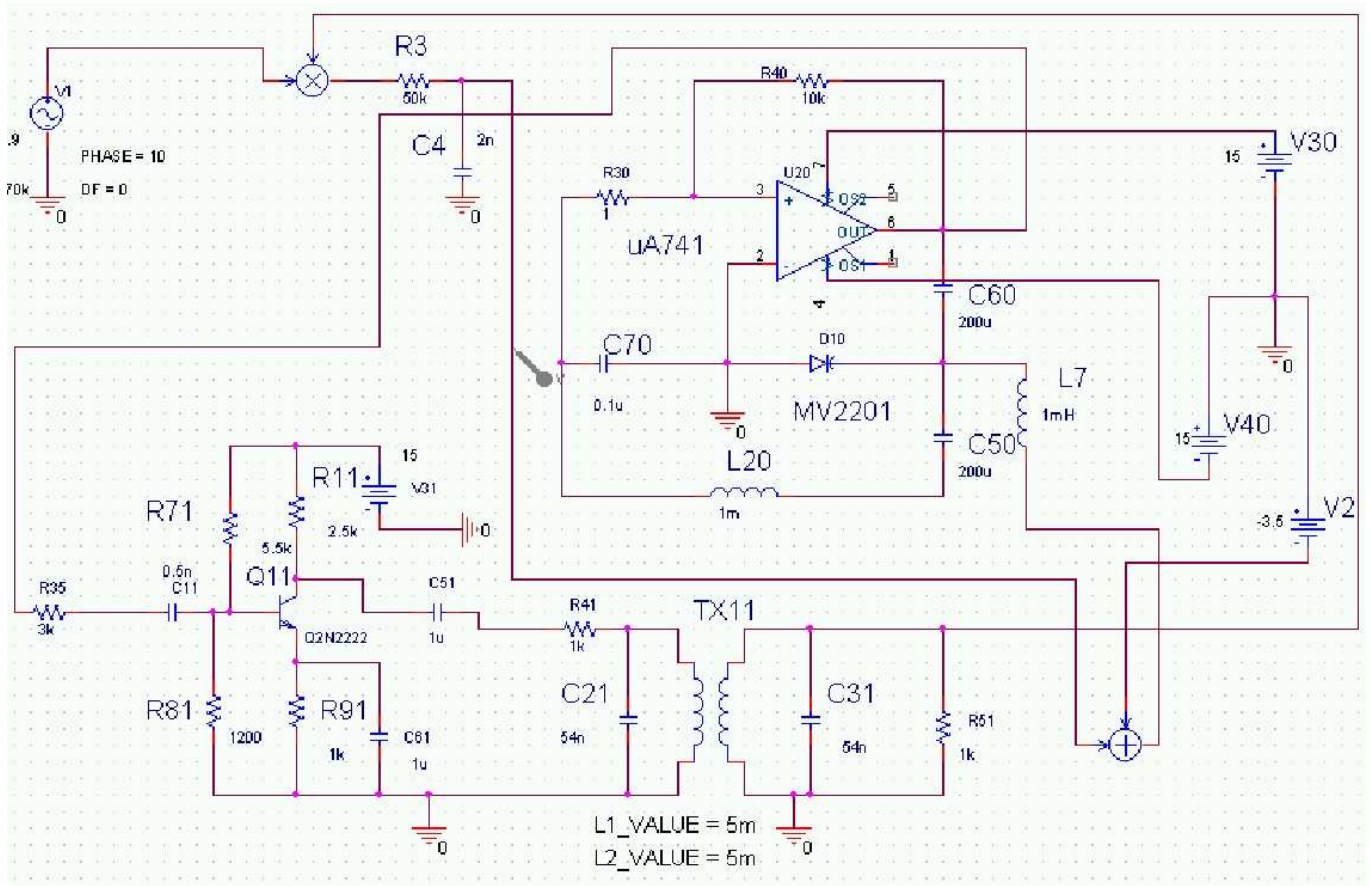 R3
50k
V1
.9
PHASE = 10
70k
DF = 0
0
C4
2n
0
R40
10k
V30
15
0
R30
1
U20
3
2
+
-
7
4
5
6
1
OS2
OUT
OS1
uA741
C60
200u
C70
0.1u
D10
MV2201
0
L7
1mH
C50
200u
L20
1m
V40
15
V2
-3.5
R11
5.5k
15
V31
2.5k
0
R71
0.5n
C11
Q11
Q2N2222
R35
3k
C51
1u
R41
1k
TX11
R81
1200
R91
1k
C61
1u
C21
54n
C31
54n
R51
1k
0
0
L1_VALUE = 5m
L2_VALUE = 5m